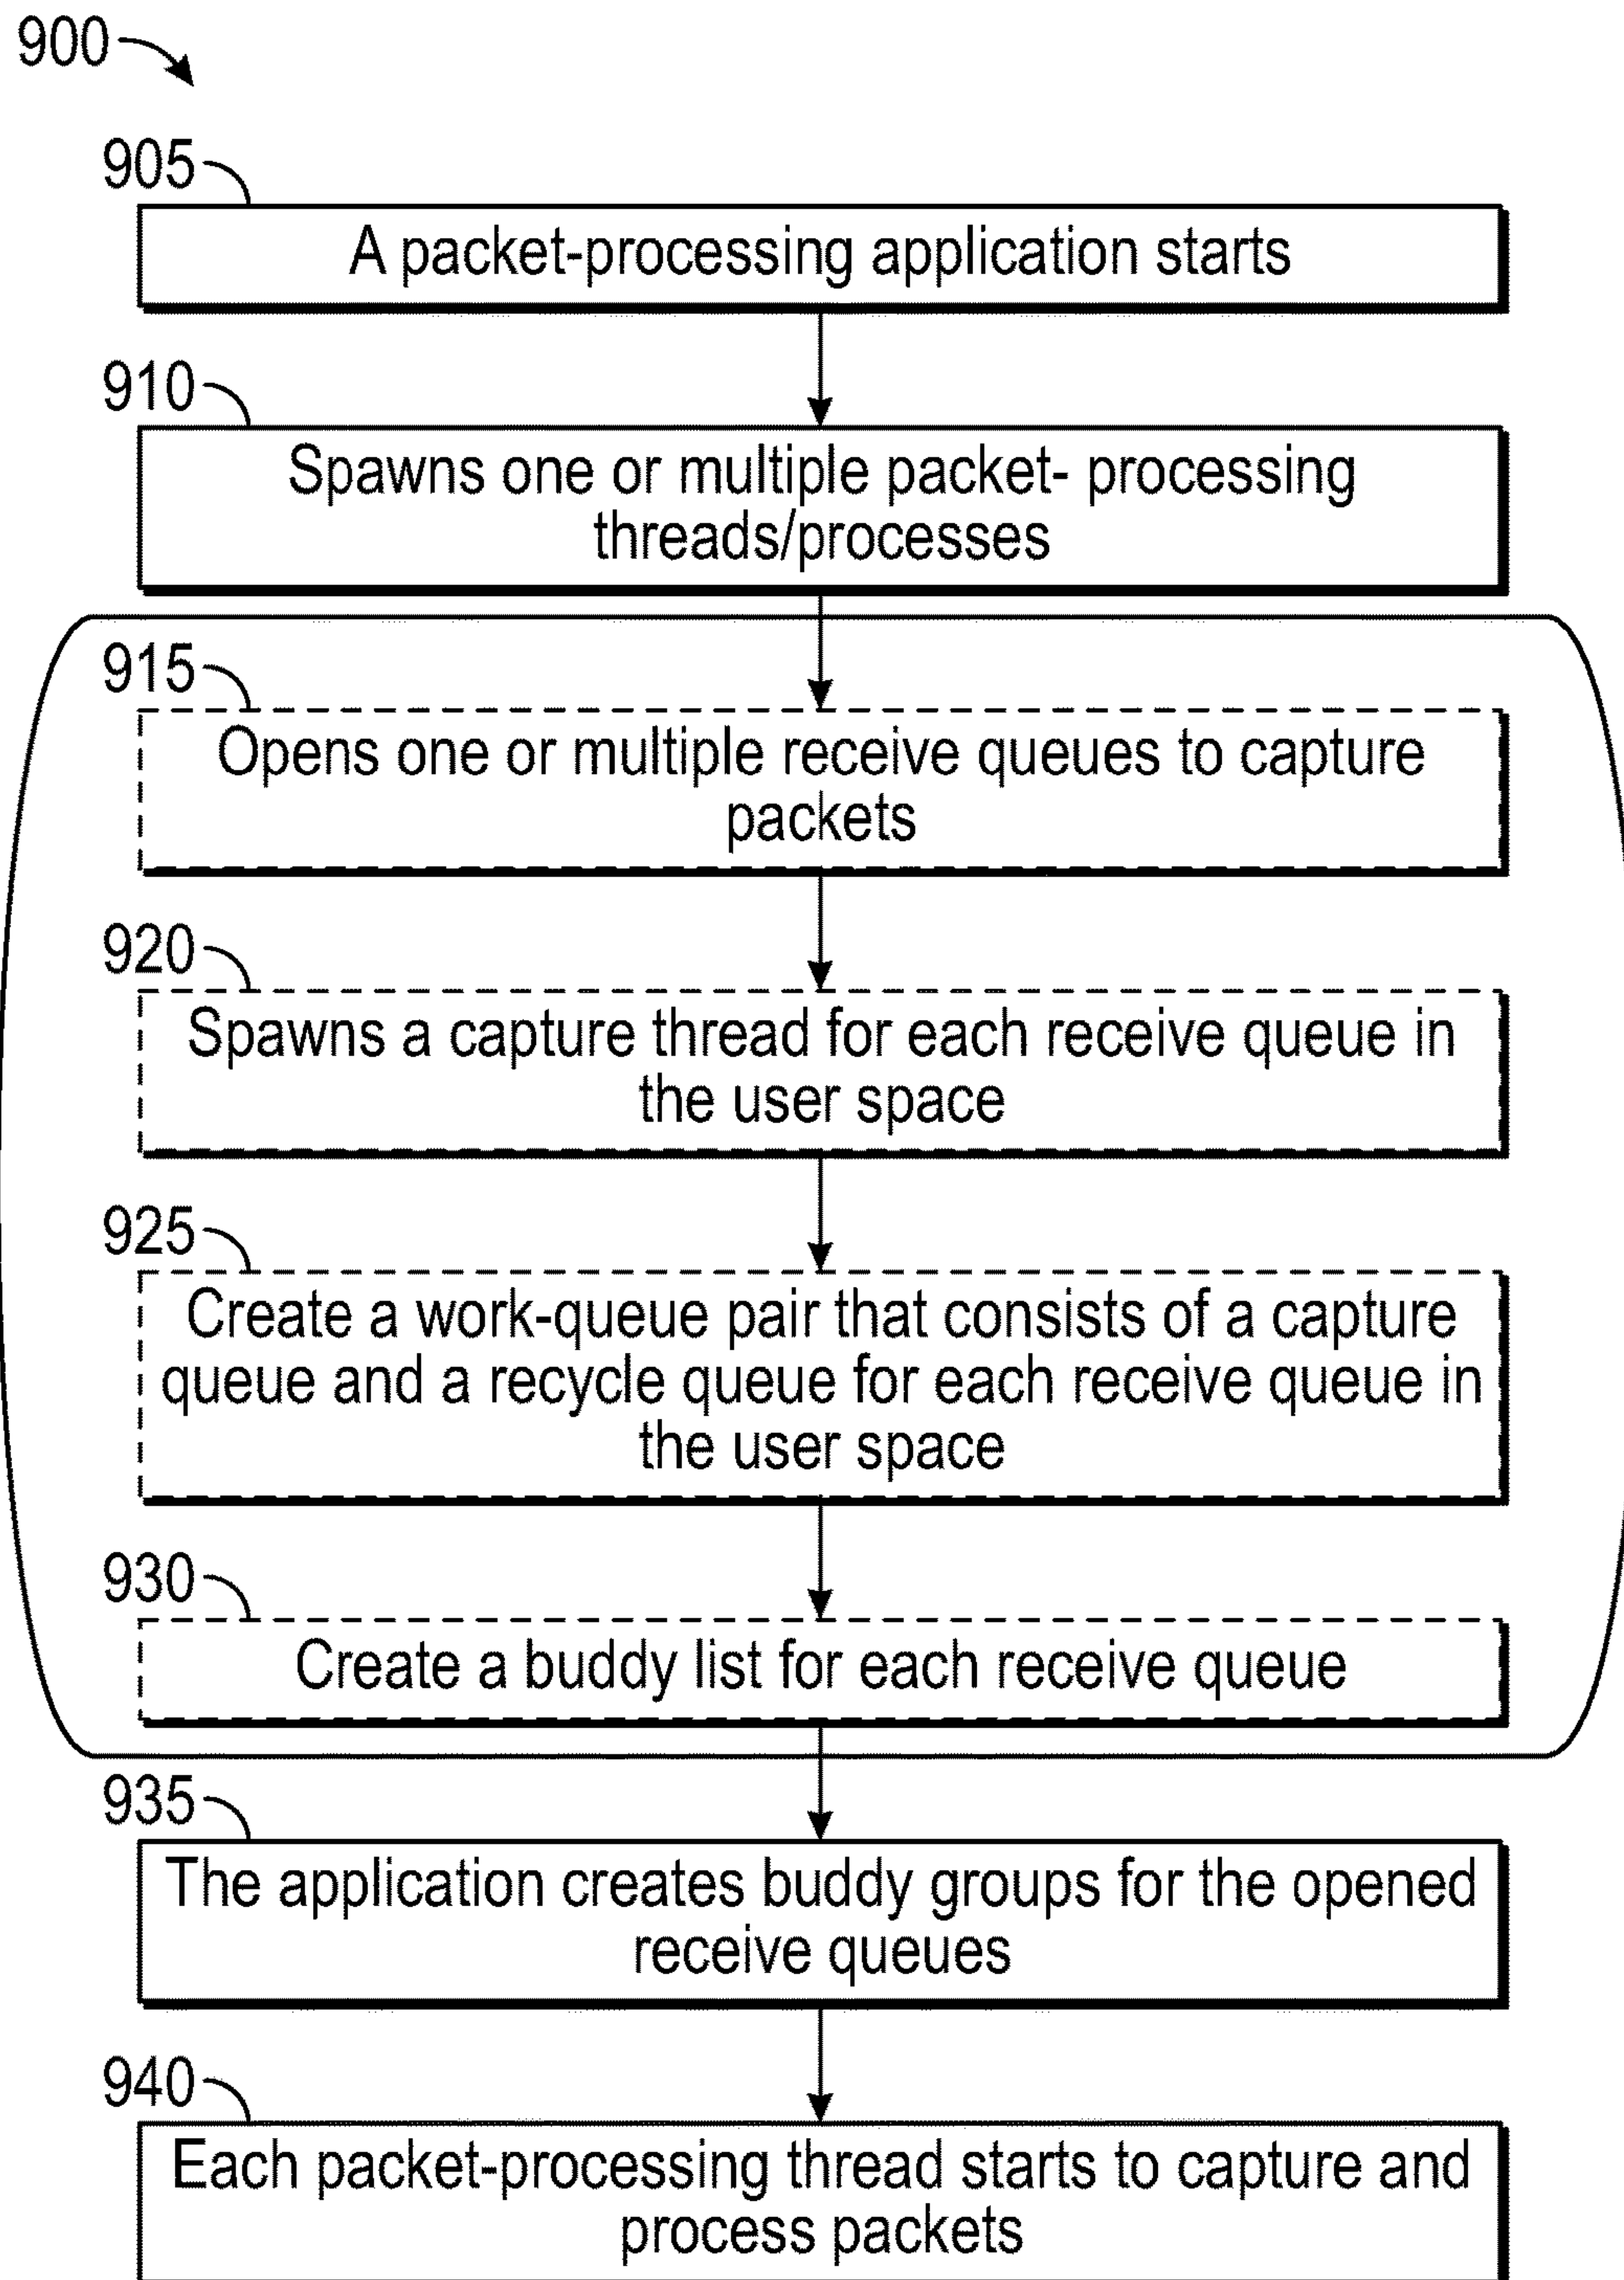 900
905
A packet-processing application starts
910
Spawns one or multiple packet- processing
threads/processes
915
Opens one or multiple receive queues to capture
packets
920
Spawns a capture thread for each receive queue in
the user space
925
Create a work-queue pair that consists of a capture
queue and a recycle queue for each receive queue in
the user space
930
Create a buddy list for each receive queue
935
The application creates buddy groups for the opened
receive queues
940
Each packet-processing thread starts to capture and
process packets